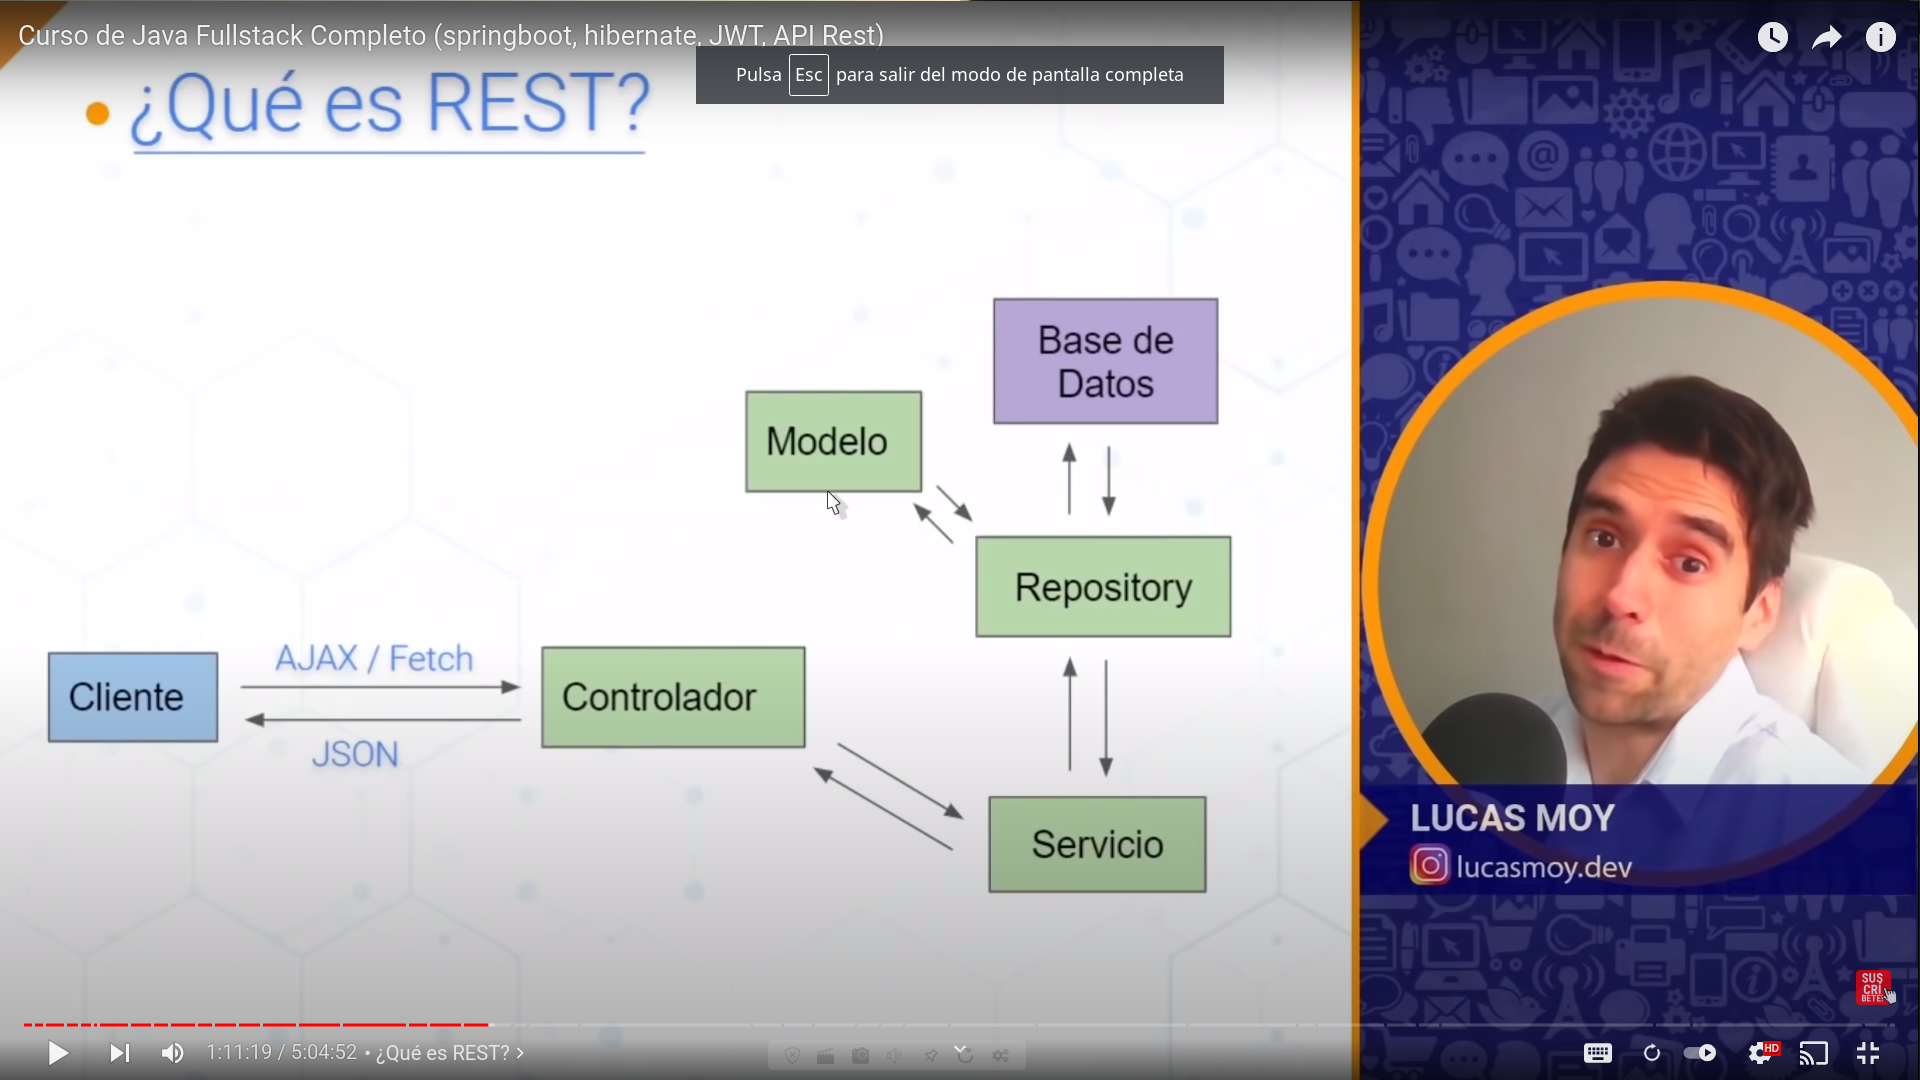 Curso de Java Fullstack Completo (springboot, hibernate, JWT, API Rest)
Pulsa Esc para salir del modo de pantalla completa
¿Qué es REST?
Base de
Datos
Modelo
Repository
AJAX / Fetch
Cliente
Controlador
JSON
Servicio
LUCAS MOY
lucasmoy.dev
SUS
CRÍ
BETE
1:11:19 / 5:04:52 • ¿Qué es REST? >
HD